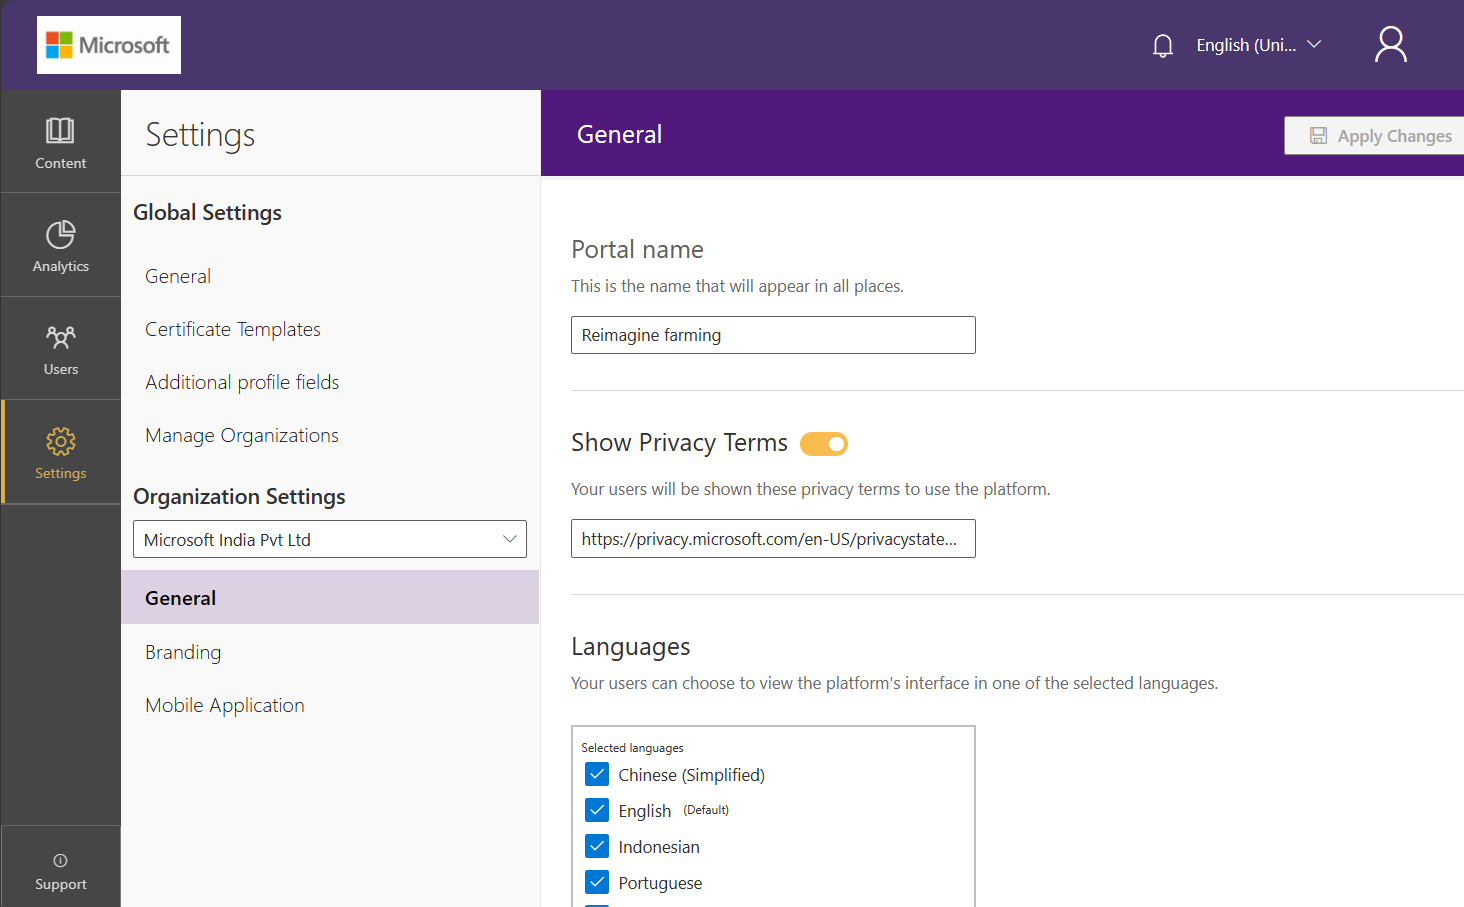 Microsoft
English (Uni...
Content
Analytics
Users
Settings
Support
Settings
Global Settings
General
Certificate Templates
Additional profile fields
Manage Organizations
Organization Settings
Microsoft India Pvt Ltd
General
Branding
Mobile Application
General
Apply Changes
Portal name
This is the name that will appear in all places.
Reimagine farming
Show Privacy Terms
Your users will be shown these privacy terms to use the platform.
https://privacy.microsoft.com/en-US/privacystate...
Languages
Your users can choose to view the platform's interface in one of the selected languages.
Selected languages
Chinese (Simplified)
English (Default)
Indonesian
Portuguese